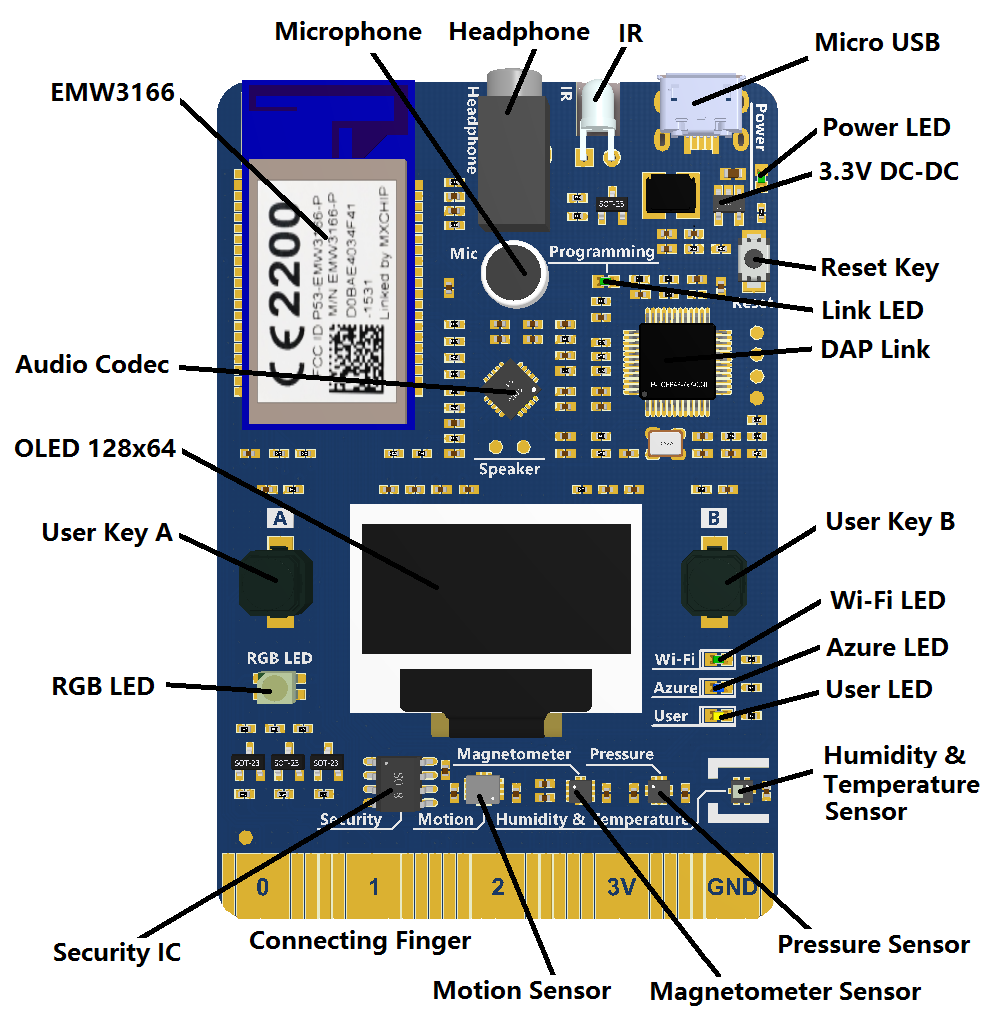 Microphone
Headphone
IR
Micro USB
EMW3166
Power LED
3.3V DC-DC
Reset Key
Link LED
DAP Link
Audio Codec
OLED 128x64
User Key A
User Key B
Wi-Fi LED
Azure LED
User LED
RGB LED
Humidity &
Temperature
Sensor
Security IC
Connecting Finger
Motion Sensor
Magnetometer Sensor
Pressure Sensor
Headphone
IR
Power
CE2200
FCC ID P53-EMW3166-P
M/N EMW3166-P
D0BAE4034F41
-1531
Linked by MXCHIP
SOT-23
Mic
Programming
Reset
Speaker
A
B
RGB LED
Wi-Fi
Azure
User
SOT-23
SOT-23
SOT-23
SO 8
Magnetometer
Pressure
Security
Motion
Humidity & Temperature
0
1
2
3V
GND